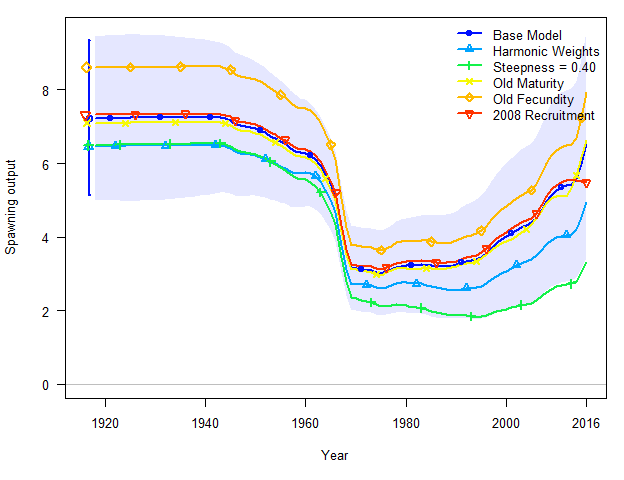 Base Model
Harmonic Weights
Steepness = 0.40
Old Maturity
Old Fecundity
2008 Recruitment
Spawning output
8
6
4
2
0
1920
1940
1960
1980
2000
2016
Year